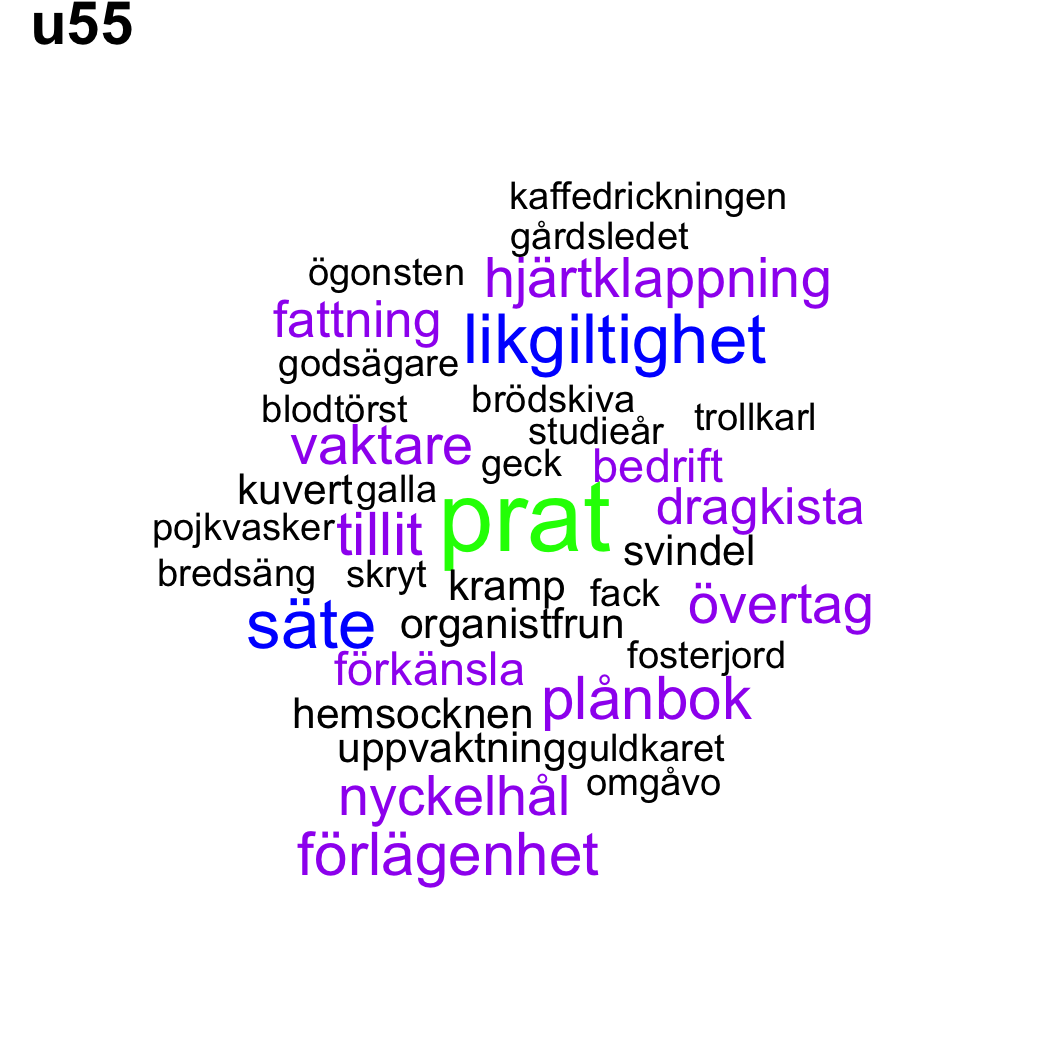 u55
kaffedrickningen
gårdsledet
ögonsten hjärtklappning
fattning likgiltighet
godsägare
blodtörst brödskiva trollkarl
vaktare studieår
geck bedrift
kuvert galla prat dragkista
pojkvasker tillit svindel
bredsäng skryt kramp fack övertag
säte organistfrun
förkänsla fosterjord
hemsocknen plånbok
uppvaktning guldkaret
nyckelhål omgåvo
förlägenhet